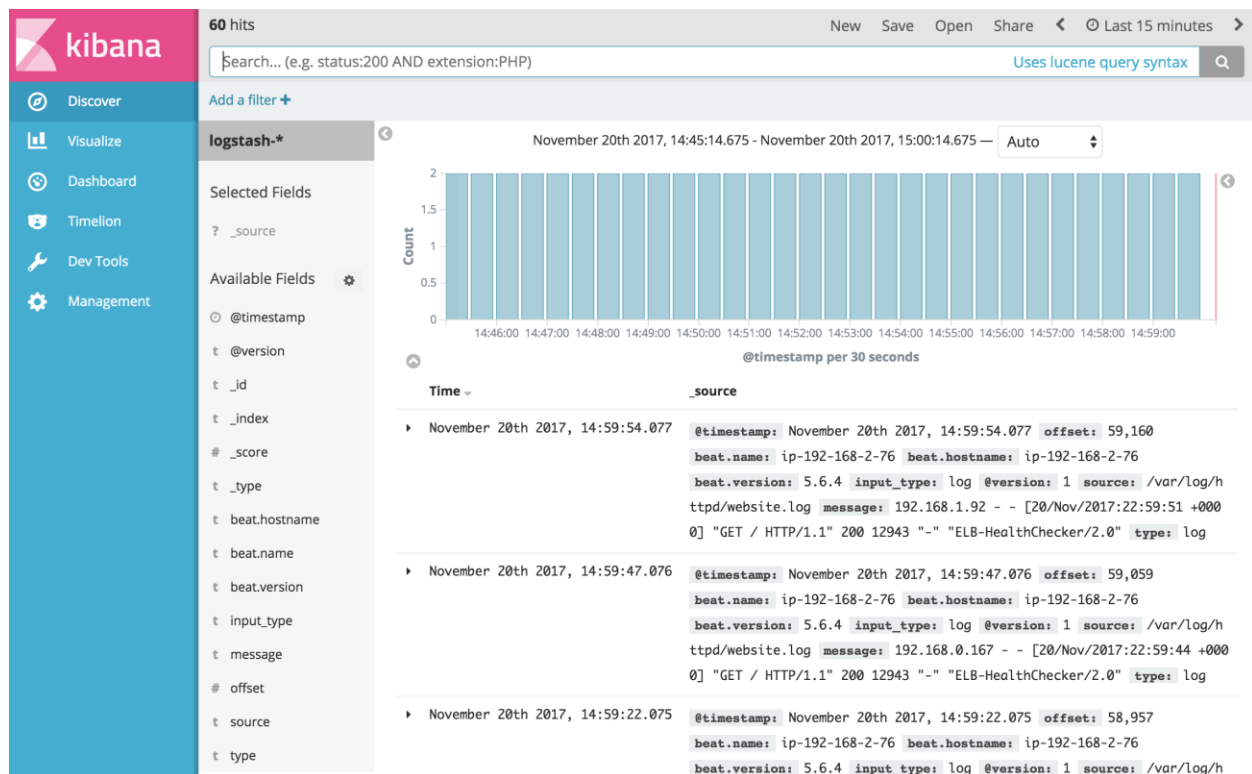 kibana
Discover
Visualize
Dashboard
Timelion
Dev Tools
Management
60 hits
New Save Open Share Last 15 minutes
Search... (e.g. status:200 AND extension:PHP) Uses lucene query syntax
Add a filter +
logstash-*
Selected Fields
? _source
Available Fields
@timestamp
t @version
t _id
t _index
# _score
t _type
t beat.hostname
t beat.name
t beat.version
t input_type
t message
# offset
t source
t type
November 20th 2017, 14:45:14.675 - November 20th 2017, 15:00:14.675 — Auto
Count
2
1.5
1
0.5
0
14:46:00 14:47:00 14:48:00 14:49:00 14:50:00 14:51:00 14:52:00 14:53:00 14:54:00 14:55:00 14:56:00 14:57:00 14:58:00 14:59:00
@timestamp per 30 seconds
Time _source
November 20th 2017, 14:59:54.077 @timestamp: November 20th 2017, 14:59:54.077 offset: 59,160
beat.name: ip-192-168-2-76 beat.hostname: ip-192-168-2-76
beat.version: 5.6.4 input_type: log @version: 1 source: /var/log/h
ttpd/website.log message: 192.168.1.92 - - [20/Nov/2017:22:59:51 +000
0] "GET / HTTP/1.1" 200 12943 "-" "ELB-HealthChecker/2.0" type: log
November 20th 2017, 14:59:47.076 @timestamp: November 20th 2017, 14:59:47.076 offset: 59,059
beat.name: ip-192-168-2-76 beat.hostname: ip-192-168-2-76
beat.version: 5.6.4 input_type: log @version: 1 source: /var/log/h
ttpd/website.log message: 192.168.0.167 - - [20/Nov/2017:22:59:44 +000
0] "GET / HTTP/1.1" 200 12943 "-" "ELB-HealthChecker/2.0" type: log
November 20th 2017, 14:59:22.075 @timestamp: November 20th 2017, 14:59:22.075 offset: 58,957
beat.name: ip-192-168-2-76 beat.hostname: ip-192-168-2-76
beat.version: 5.6.4 input_type: log @version: 1 source: /var/log/h